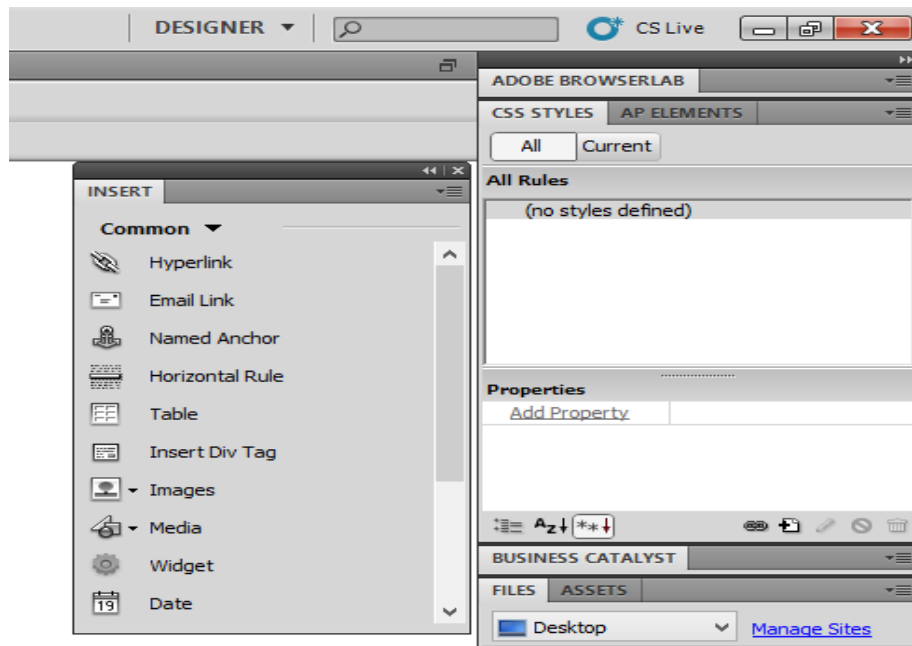 DESIGNER
CS Live
ADOBE BROWSERLAB
CSS STYLES AP ELEMENTS
All Current
All Rules
(no styles defined)
INSERT
Common
Hyperlink
Email Link
Named Anchor
Horizontal Rule
Table
Insert Div Tag
Images
Media
Widget
19 Date
Properties
Add Property
AZ **
BUSINESS CATALYST
FILES ASSETS
Desktop Manage Sites